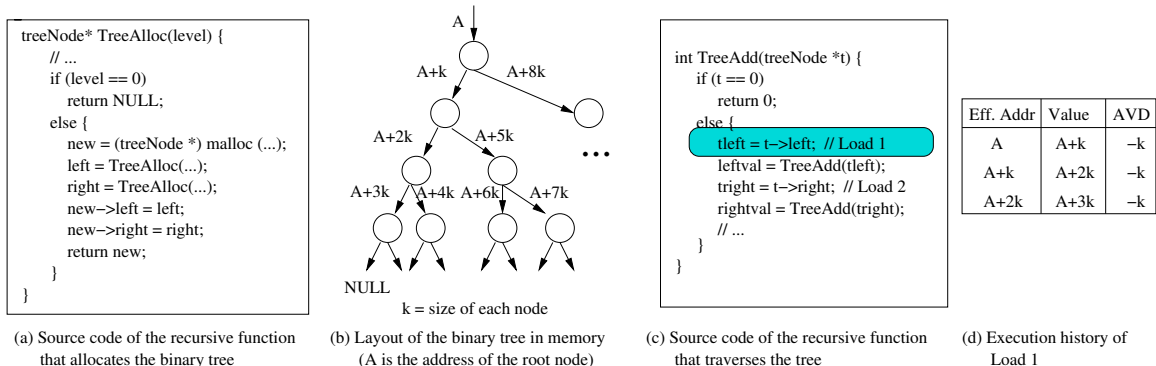 treeNode* TreeAlloc(level) {
// ...
if (level == 0)
return NULL;
else {
new = (treeNode *) malloc (...);
left = TreeAlloc(...);
right = TreeAlloc(...);
new->left = left;
new->right = right;
return new;
}
}
(a) Source code of the recursive function
that allocates the binary tree
A
A+k
A+8k
A+2k
A+5k
...
A+3k
A+4k
A+6k
A+7k
NULL
k = size of each node
(b) Layout of the binary tree in memory
(A is the address of the root node)
int TreeAdd(treeNode *t) {
if (t == 0)
return 0;
else {
tleft = t->left; // Load 1
leftval = TreeAdd(tleft);
tright = t->right; // Load 2
rightval = TreeAdd(tright);
// ...
}
}
(c) Source code of the recursive function
that traverses the tree
Eff. Addr Value AVD
A A+k −k
A+k A+2k −k
A+2k A+3k −k
(d) Execution history of
Load 1